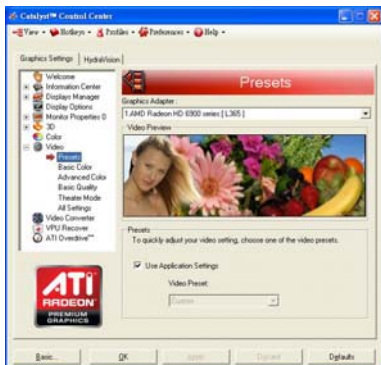 Catalyst™ Control Center
View Hotkeys Profiles Preferences Help
Graphics Settings HydraVision
Welcome
Information Center
Displays Manager
Display Options
Monitor Properties 0
3D
Color
Video
Presets
Basic Color
Advanced Color
Basic Quality
Theater Mode
All Settings
Video Converter
VPU Recover
ATI Overdrive™
ATI
RADEON
PREMIUM
GRAPHICS
Presets
Graphics Adapter:
1.AMD Radeon HD 6900 series [ L365 ]
Video Preview
Presets
To quickly adjust your video setting, choose one of the video presets.
Use Application Settings
Video Preset:
Custom
Basic... OK Apply Discard Defaults